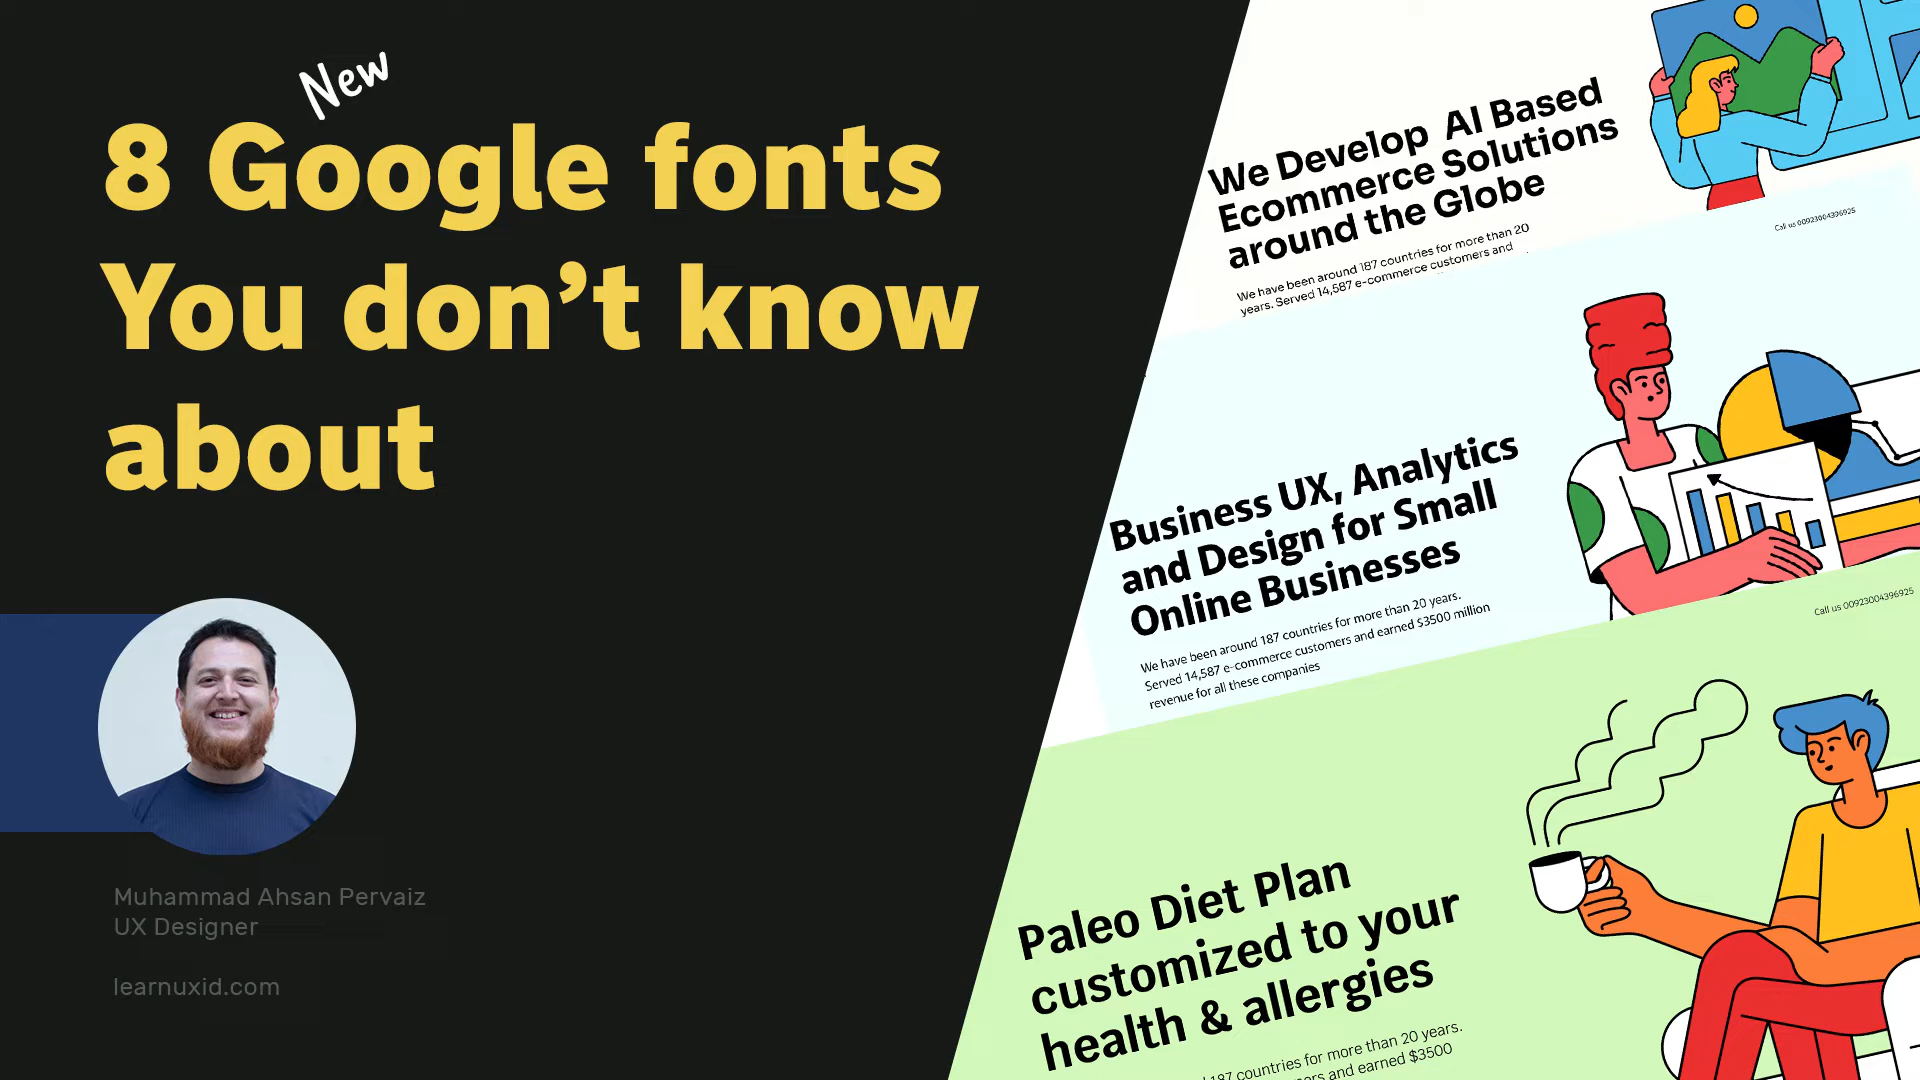 New
8 Google fonts
You don’t know
about
Muhammad Ahsan Pervaiz
UX Designer
learnuxid.com
We Develop AI Based
Ecommerce Solutions
around the Globe
We have been around 187 countries for more than 20
years. Served 14,587 e-commerce customers and
Call us 00923004396925
Business UX, Analytics
and Design for Small
Online Businesses
We have been around 187 countries for more than 20 years.
Served 14,587 e-commerce customers and earned $3500 million
revenue for all these companies
Call us 00923004396925
Paleo Diet Plan
customized to your
health & allergies
187 countries for more than 20 years.
and earned $3500